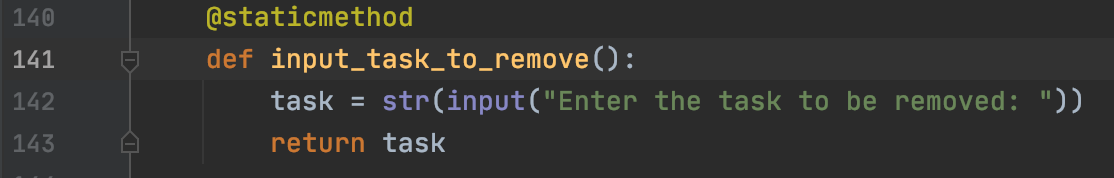 140 @staticmethod
141 def input_task_to_remove():
142 task = str(input("Enter the task to be removed: "))
143 return task